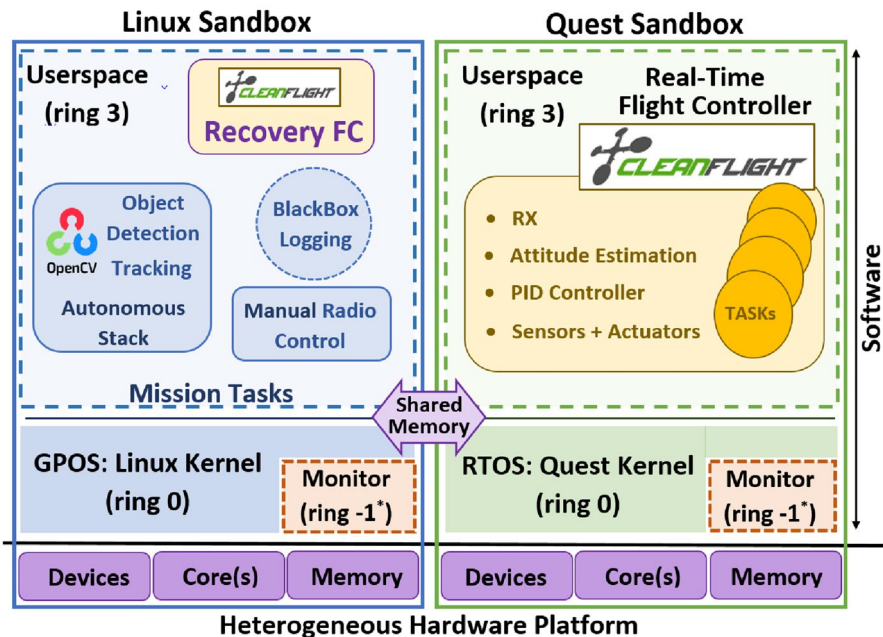 Linux Sandbox
Userspace
(ring 3)
CLEANFLIGHT
Recovery FC
OpenCV
Object
Detection
Tracking
Autonomous
Stack
BlackBox
Logging
Manual Radio
Control
Mission Tasks
GPOS: Linux Kernel
(ring 0)
Monitor
(ring -1*)
Devices
Core(s)
Memory
Shared
Memory
Quest Sandbox
Userspace
(ring 3)
Real-Time
Flight Controller
CLEANFLIGHT
• RX
• Attitude Estimation
• PID Controller
• Sensors + Actuators
TASKs
RTOS: Quest Kernel
(ring 0)
Monitor
(ring -1*)
Devices
Core(s)
Memory
Software
Heterogeneous Hardware Platform